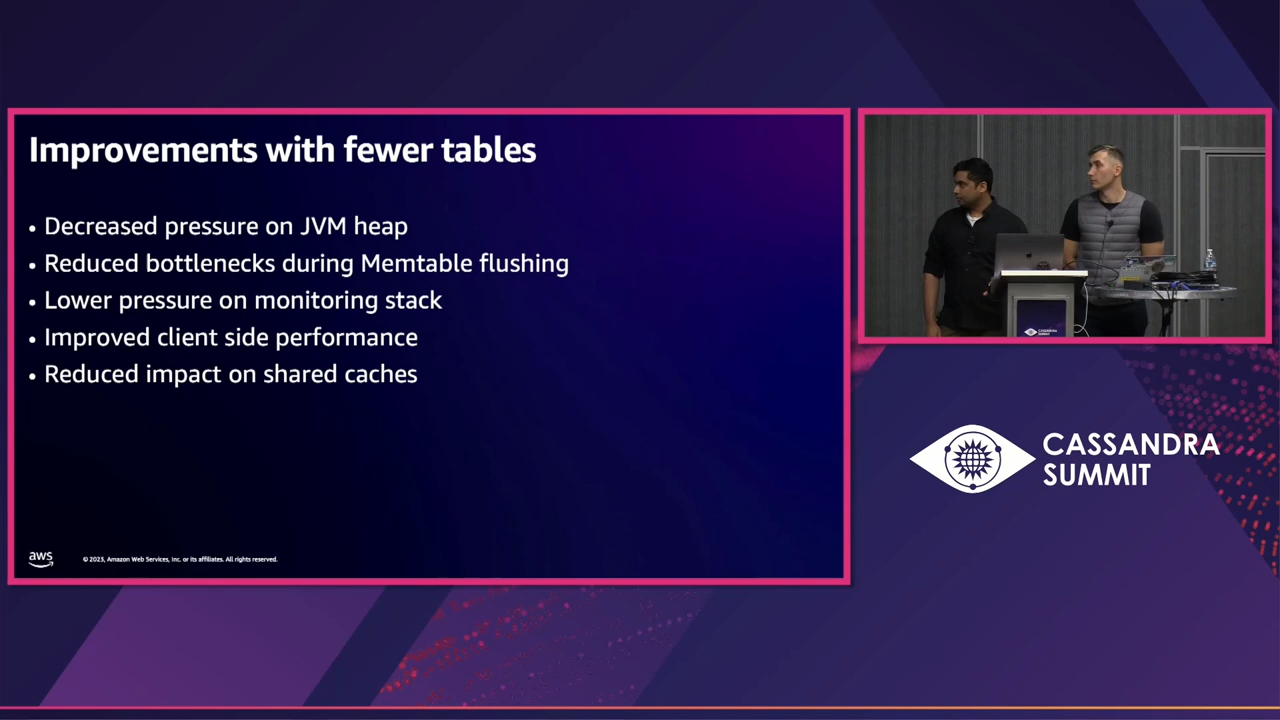 Improvements with fewer tables
• Decreased pressure on JVM heap
• Reduced bottlenecks during Memtable flushing
• Lower pressure on monitoring stack
• Improved client side performance
• Reduced impact on shared caches
aws
© 2023, Amazon Web Services, Inc. or its affiliates. All rights reserved.
CASSANDRA
SUMMIT
CASSANDRA
SUMMIT